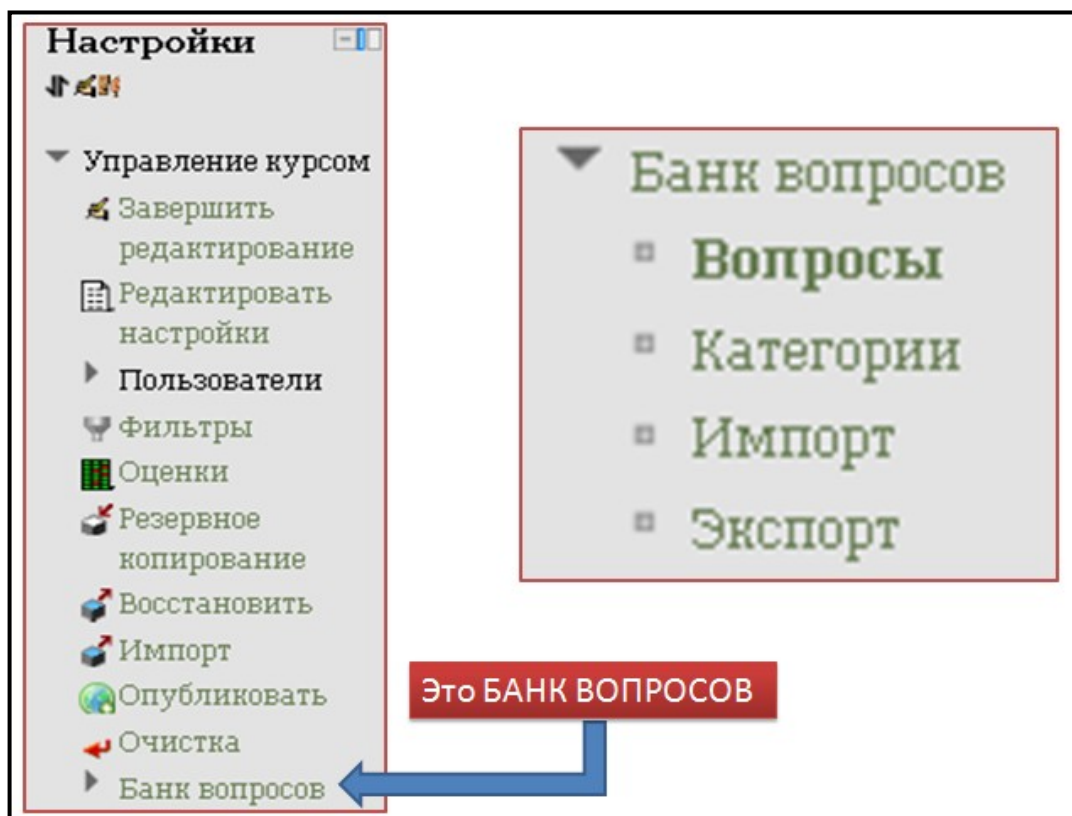 Настройки
Управление курсом
Завершить
редактирование
Редактировать
настройки
Пользователи
Фильтры
Оценки
Резервное
копирование
Восстановить
Импорт
Опубликовать
Очистка
Банк вопросов
Банк вопросов
Вопросы
Категории
Импорт
Экспорт
Это БАНК ВОПРОСОВ